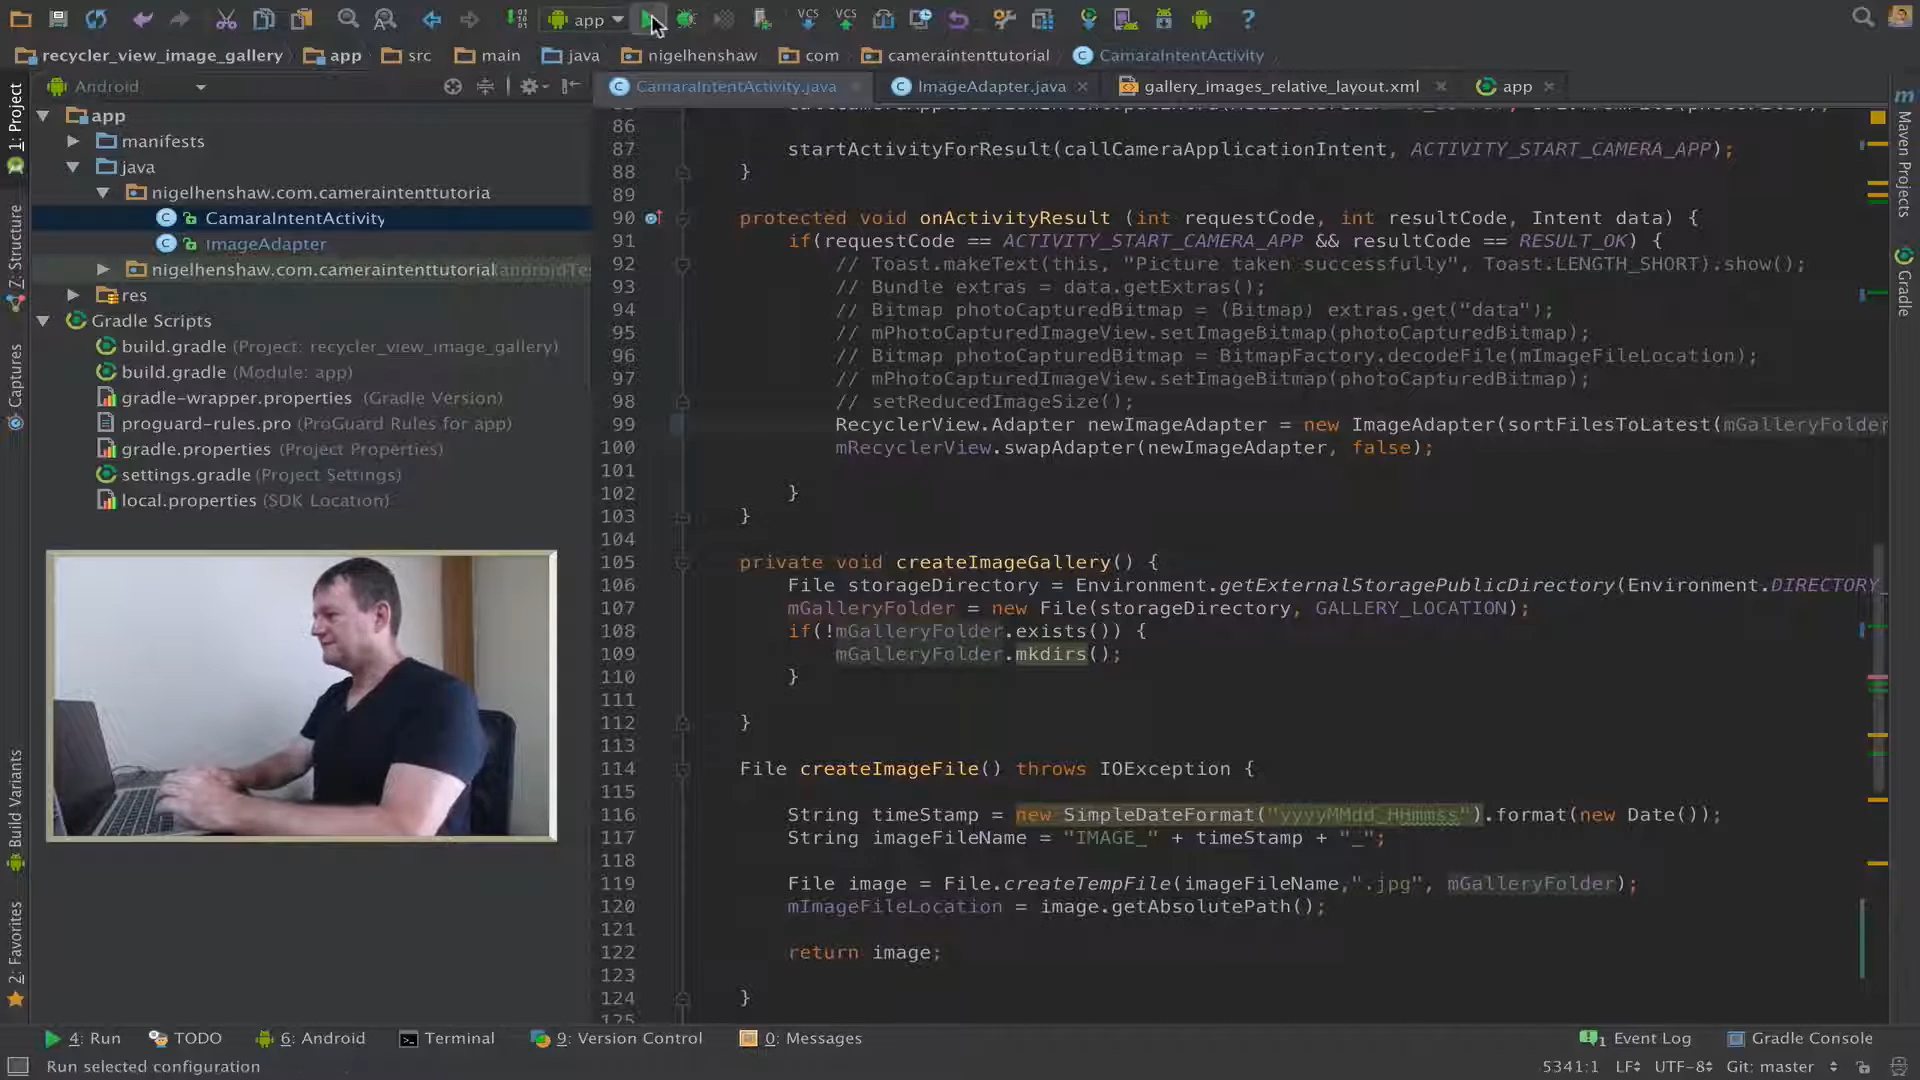 app
VCS
VCS
?
recycler_view_image_gallery
app
src
main
java
nigelhenshaw
com
cameraintenttutorial
CamaraIntentActivity
Android
CamaraIntentActivity.java
ImageAdapter.java
gallery_images_relative_layout.xml
app
1: Project
Z: Structure
Captures
Build Variants
2: Favorites
app
manifests
java
nigelhenshaw.com.cameraintenttutoria
CamaraIntentActivity
ImageAdapter
nigelhenshaw.com.cameraintenttutorial(androidTes
res
Gradle Scripts
build.gradle (Project: recycler_view_image_gallery)
build.gradle (Module: app)
gradle-wrapper.properties (Gradle Version)
proguard-rules.pro (ProGuard Rules for app)
gradle.properties (Project Properties)
settings.gradle (Project Settings)
local.properties (SDK Location)
86
87 startActivityForResult(callCameraApplicationIntent, ACTIVITY_START_CAMERA_APP);
88 }
89
90 protected void onActivityResult (int requestCode, int resultCode, Intent data) {
91 if(requestCode == ACTIVITY_START_CAMERA_APP && resultCode == RESULT_OK) {
92 // Toast.makeText(this, "Picture taken successfully", Toast.LENGTH_SHORT).show();
93 // Bundle extras = data.getExtras();
94 // Bitmap photoCapturedBitmap = (Bitmap) extras.get("data");
95 // mPhotoCapturedImageView.setImageBitmap(photoCapturedBitmap);
96 // Bitmap photoCapturedBitmap = BitmapFactory.decodeFile(mImageFileLocation);
97 // mPhotoCapturedImageView.setImageBitmap(photoCapturedBitmap);
98 // setReducedImageSize();
99 RecyclerView.Adapter newImageAdapter = new ImageAdapter(sortFilesToLatest(mGalleryFolder
100 mRecyclerView.swapAdapter(newImageAdapter, false);
101
102 }
103 }
104
105 private void createImageGallery() {
106 File storageDirectory = Environment.getExternalStoragePublicDirectory(Environment.DIRECTORY_
107 mGalleryFolder = new File(storageDirectory, GALLERY_LOCATION);
108 if(!mGalleryFolder.exists()) {
109 mGalleryFolder.mkdirs();
110 }
111
112 }
113
114 File createImageFile() throws IOException {
115
116 String timeStamp = new SimpleDateFormat("yyyyMMdd_HHmmss").format(new Date());
117 String imageFileName = "IMAGE_" + timeStamp + "_";
118
119 File image = File.createTempFile(imageFileName,".jpg", mGalleryFolder);
120 mImageFileLocation = image.getAbsolutePath();
121
122 return image;
123
124 }
125
m
Maven Projects
Gradle
4: Run
TODO
6: Android
Terminal
9: Version Control
0: Messages
1 Event Log
Gradle Console
Run selected configuration
5341:1
LF
UTF-8
Git: master